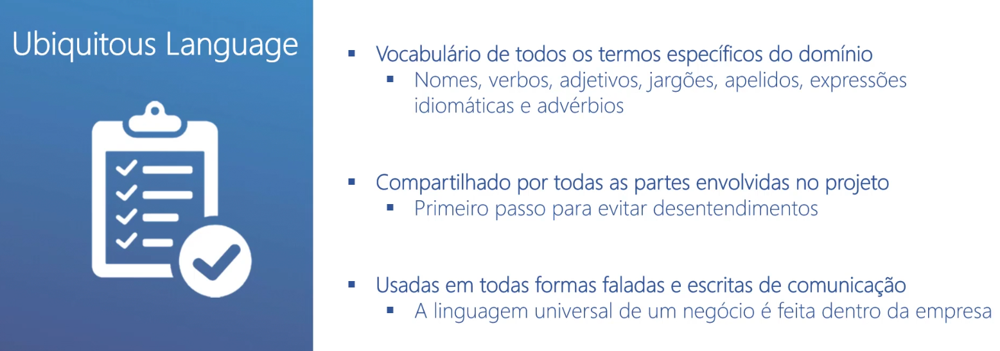 Ubiquitous Language
▪ Vocabulário de todos os termos específicos do domínio
▪ Nomes, verbos, adjetivos, jargões, apelidos, expressões
idiomáticas e advérbios
▪ Compartilhado por todas as partes envolvidas no projeto
▪ Primeiro passo para evitar desentendimentos
▪ Usadas em todas formas faladas e escritas de comunicação
▪ A linguagem universal de um negócio é feita dentro da empresa